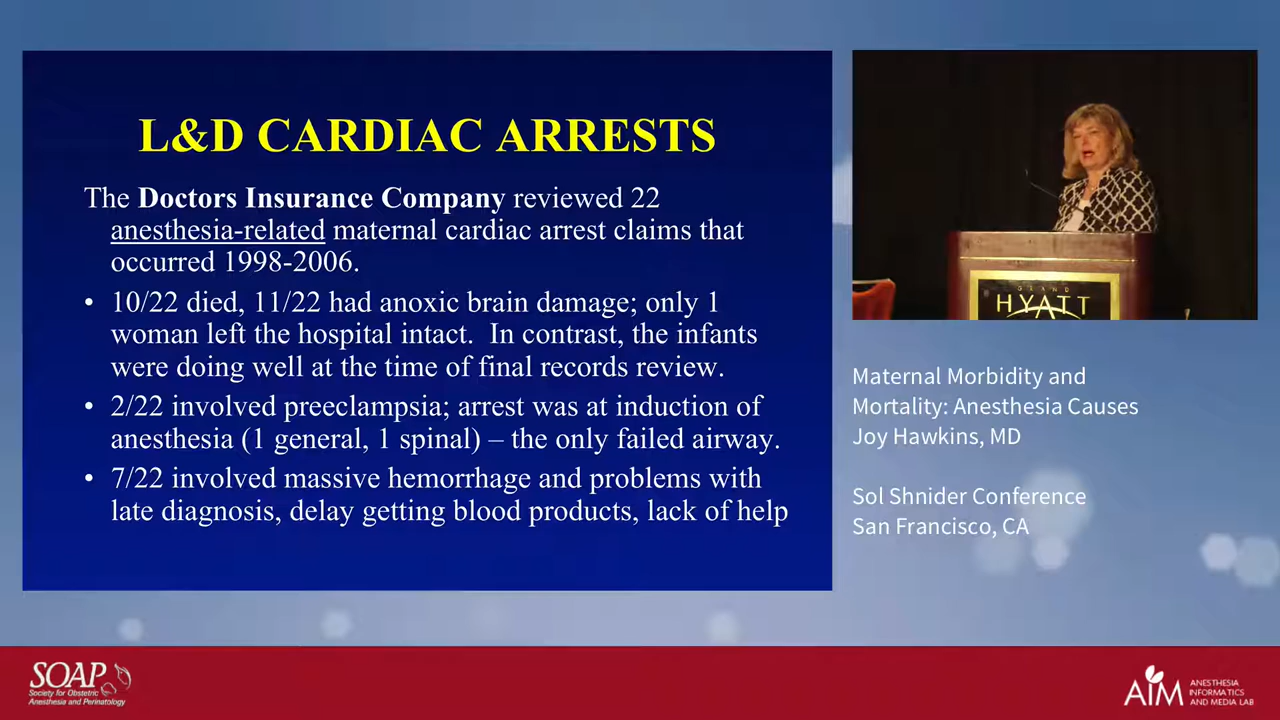 L&D CARDIAC ARRESTS
The Doctors Insurance Company reviewed 22
anesthesia-related maternal cardiac arrest claims that
occurred 1998-2006.
• 10/22 died, 11/22 had anoxic brain damage; only 1
woman left the hospital intact. In contrast, the infants
were doing well at the time of final records review.
• 2/22 involved preeclampsia; arrest was at induction of
anesthesia (1 general, 1 spinal) – the only failed airway.
• 7/22 involved massive hemorrhage and problems with
late diagnosis, delay getting blood products, lack of help
GRAND
HYATT
Maternal Morbidity and
Mortality: Anesthesia Causes
Joy Hawkins, MD
Sol Shnider Conference
San Francisco, CA
SOAP
Society for Obstetric
Anesthesia and Perinatology
AIM
ANESTHESIA
INFORMATICS
AND MEDIA LAB